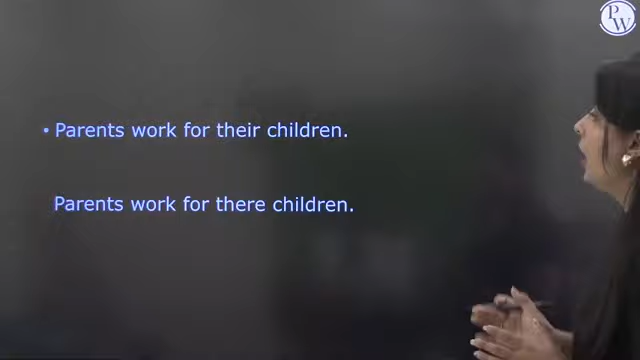 PW
• Parents work for their children.
Parents work for there children.